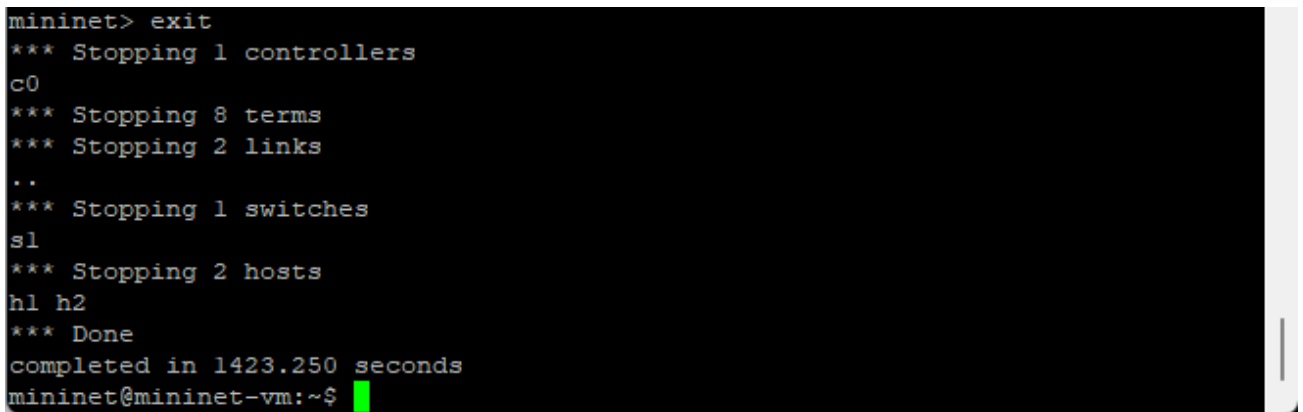 mininet> exit
*** Stopping 1 controllers
c0
*** Stopping 8 terms
*** Stopping 2 links
..
*** Stopping 1 switches
s1
*** Stopping 2 hosts
h1 h2
*** Done
completed in 1423.250 seconds
mininet@mininet-vm:~$